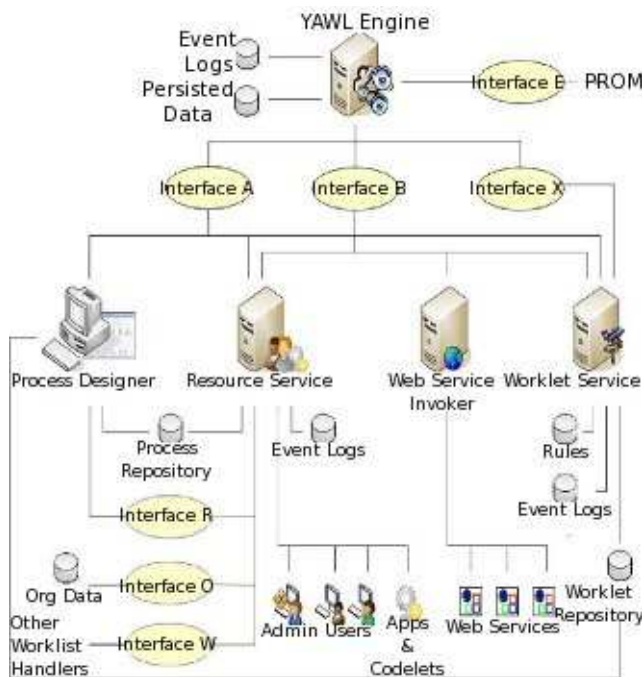 YAWL Engine
Event
Logs
Persisted
Data
Interface E
PROM
Interface A
Interface B
Interface X
Process Designer
Resource Service
Web Service
Invoker
Worklet Service
Process
Repository
Event Logs
Rules
Event Logs
Interface R
Interface O
Org Data
Other
Worklist
Handlers
Interface W
Admin
Users
Apps
&
Codelets
Web Services
Worklet
Repository